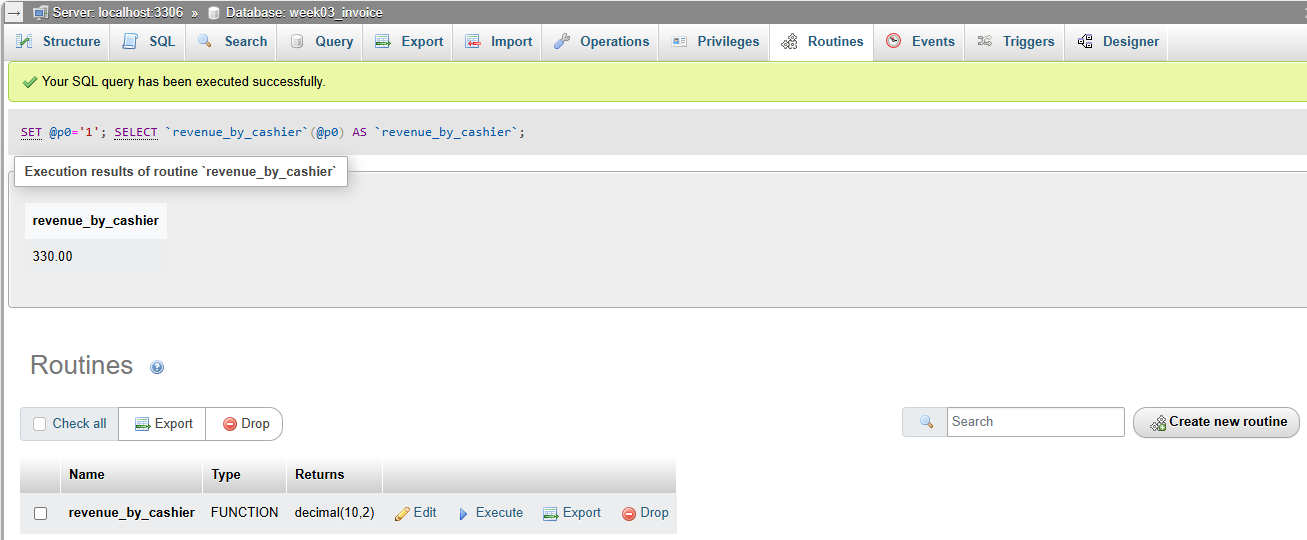 Server: localhost:3306 » Database: week03_invoice
Structure SQL Search Query Export Import Operations Privileges Routines Events Triggers Designer
Your SQL query has been executed successfully.
SET @p0='1'; SELECT `revenue_by_cashier`(@p0) AS `revenue_by_cashier`;
Execution results of routine `revenue_by_cashier`
revenue_by_cashier
330.00
Routines
Check all Export Drop Search Create new routine
Name Type Returns
revenue_by_cashier FUNCTION decimal(10,2) Edit Execute Export Drop